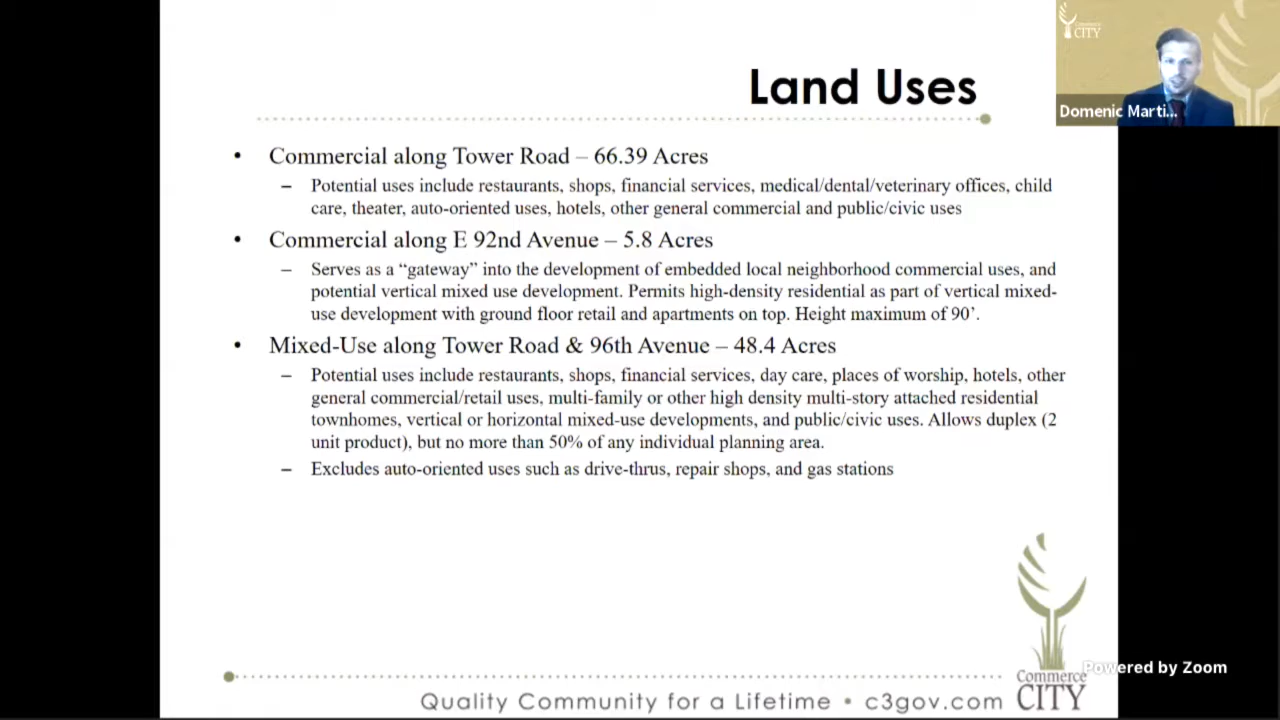 Land Uses
Commerce
CITY
Domenic Marti...
• Commercial along Tower Road – 66.39 Acres
– Potential uses include restaurants, shops, financial services, medical/dental/veterinary offices, child
care, theater, auto-oriented uses, hotels, other general commercial and public/civic uses
• Commercial along E 92nd Avenue – 5.8 Acres
– Serves as a “gateway” into the development of embedded local neighborhood commercial uses, and
potential vertical mixed use development. Permits high-density residential as part of vertical mixed-
use development with ground floor retail and apartments on top. Height maximum of 90’.
• Mixed-Use along Tower Road & 96th Avenue – 48.4 Acres
– Potential uses include restaurants, shops, financial services, day care, places of worship, hotels, other
general commercial/retail uses, multi-family or other high density multi-story attached residential
townhomes, vertical or horizontal mixed-use developments, and public/civic uses. Allows duplex (2
unit product), but no more than 50% of any individual planning area.
– Excludes auto-oriented uses such as drive-thrus, repair shops, and gas stations
Powered by Zoom
Commerce
CITY
Quality Community for a Lifetime • c3gov.com